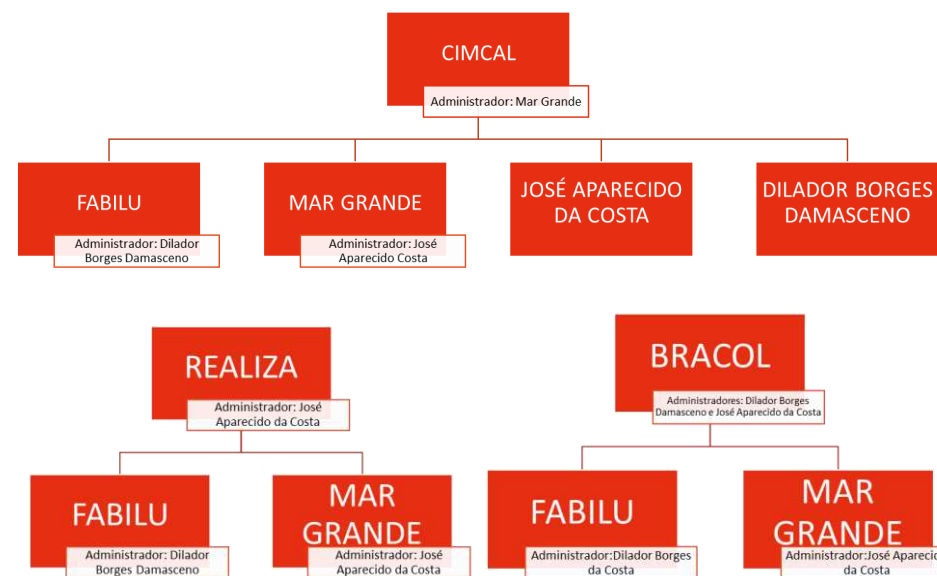 CIMCAL
Administrador: Mar Grande
FABILU
Administrador: Dilador
Borges Damasceno
MAR GRANDE
Administrador: José
Aparecido Costa
JOSÉ APARECIDO
DA COSTA
DILADOR BORGES
DAMASCENO
REALIZA
Administrador: José
Aparecido da Costa
FABILU
Administrador: Dilador
Borges Damasceno
MAR
GRANDE
Administrador: José
Aparecido da Costa
BRACOL
Administradores: Dilador Borges
Damasceno e José Aparecido da Costa
FABILU
Administrador:Dilador Borges
da Costa
MAR
GRANDE
Administrador:José Aparecid
da Costa